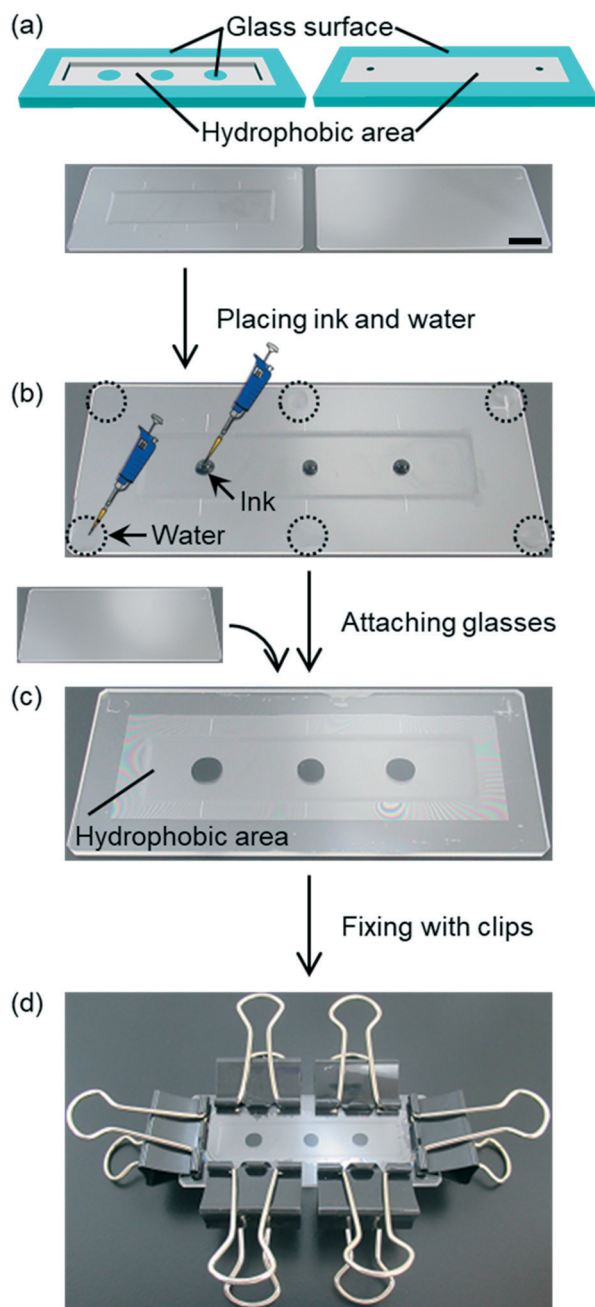 (a)
Glass surface
Hydrophobic area
Placing ink and water
(b)
Ink
Water
Attaching glasses
(c)
Hydrophobic area
Fixing with clips
(d)